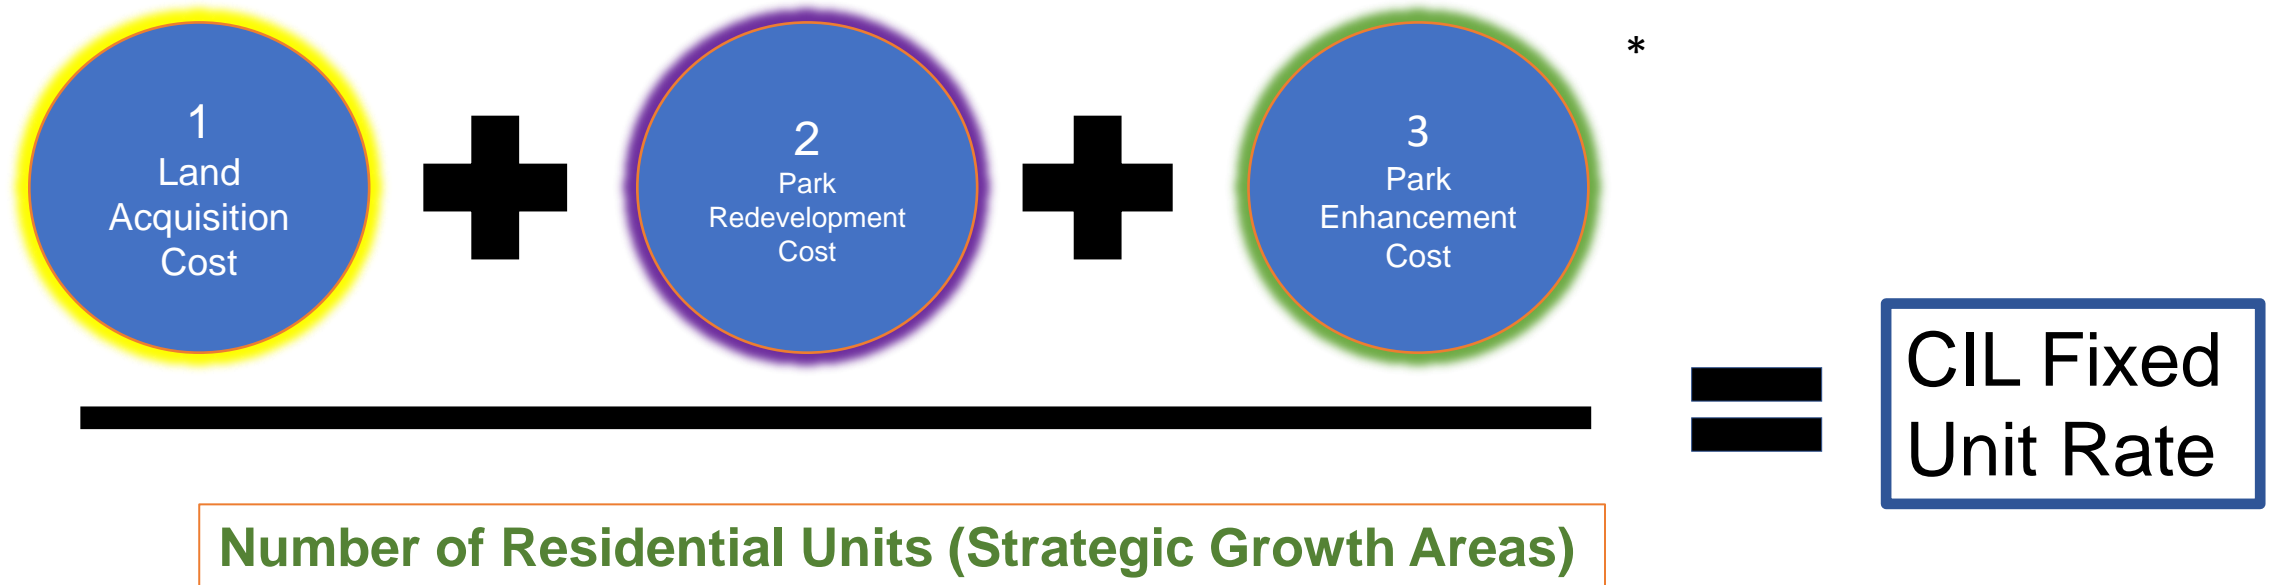 1
Land
Acquisition
Cost
2
Park
Redevelopment
Cost
3
Park
Enhancement
Cost
*
CIL Fixed
Unit Rate
Number of Residential Units (Strategic Growth Areas)